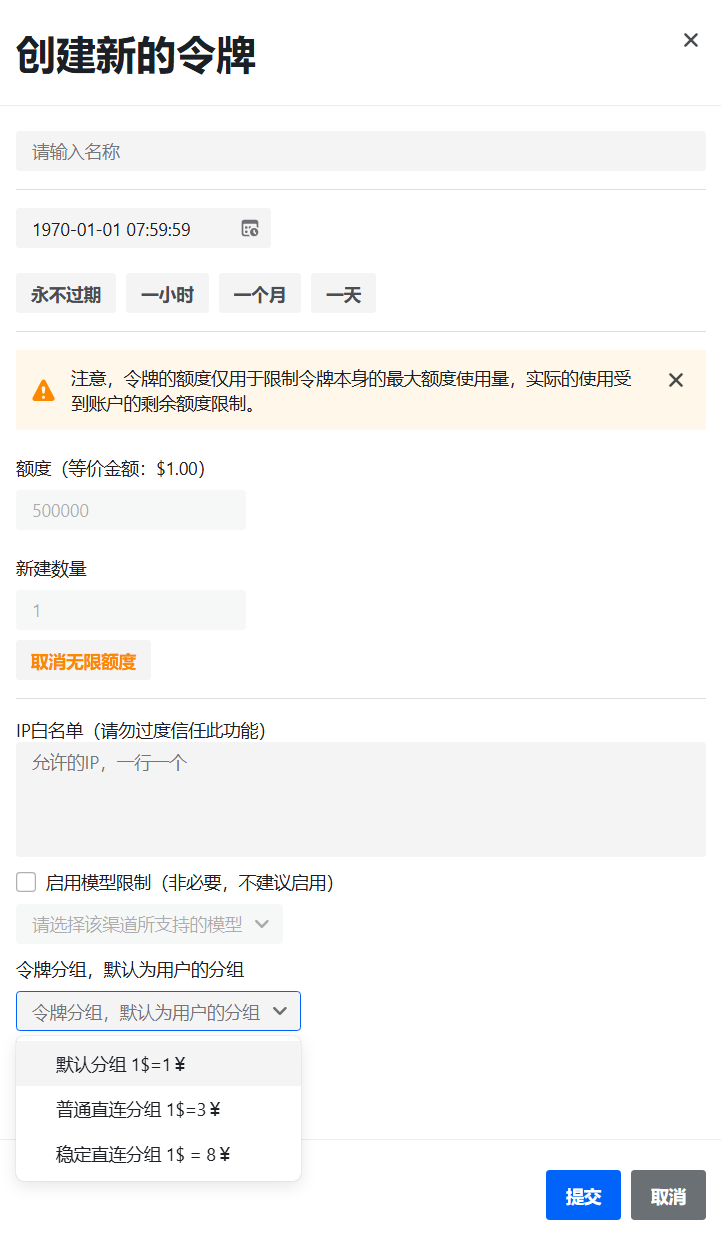 创建新的令牌
请输入名称
1970-01-01 07:59:59
永不过期 一小时 一个月 一天
注意，令牌的额度仅用于限制令牌本身的最大额度使用量，实际的使用受
到账户的剩余额度限制。
额度（等价金额：$1.00）
500000
新建数量
1
取消无限额度
IP白名单（请勿过度信任此功能）
允许的IP，一行一个
启用模型限制（非必要，不建议启用）
请选择该渠道所支持的模型
令牌分组，默认为用户的分组
令牌分组，默认为用户的分组
默认分组 1$=1￥
普通直连分组 1$=3￥
稳定直连分组 1$ = 8￥
提交 取消